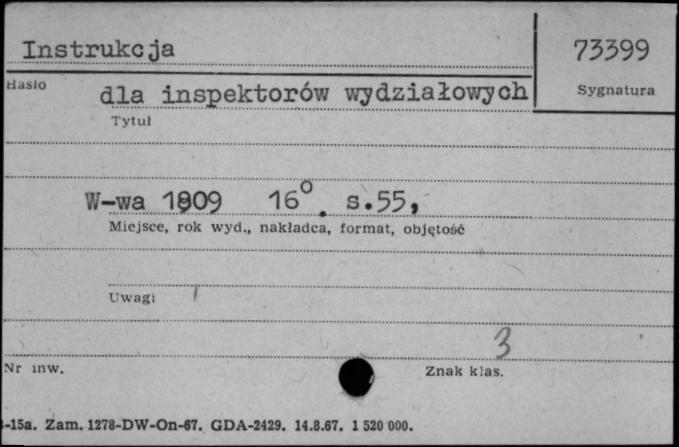 Instrukcja 73399
Hasło Sygnatura
dla inspektorów wydziałowych
Tytuł
W-wa 1809 16° s.55,
Miejsce, rok wyd., nakładca, format, objętość
Uwagi
3
Nr inw. Znak klas.
-15a. Zam. 1278-DW-On-67. GDA-2429. 14.8.67. 1 520 000.